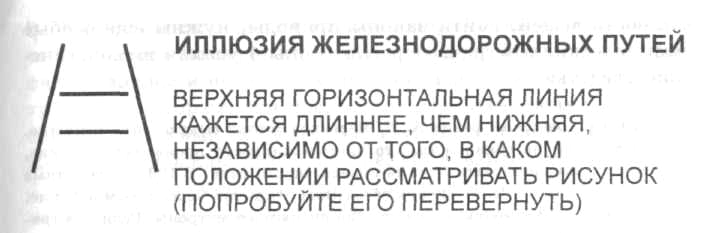 ИЛЛЮЗИЯ ЖЕЛЕЗНОДОРОЖНЫХ ПУТЕЙ
ВЕРХНЯЯ ГОРИЗОНТАЛЬНАЯ ЛИНИЯ
КАЖЕТСЯ ДЛИННЕЕ, ЧЕМ НИЖНЯЯ,
НЕЗАВИСИМО ОТ ТОГО, В КАКОМ
ПОЛОЖЕНИИ РАССМАТРИВАТЬ РИСУНОК
(ПОПРОБУЙТЕ ЕГО ПЕРЕВЕРНУТЬ)